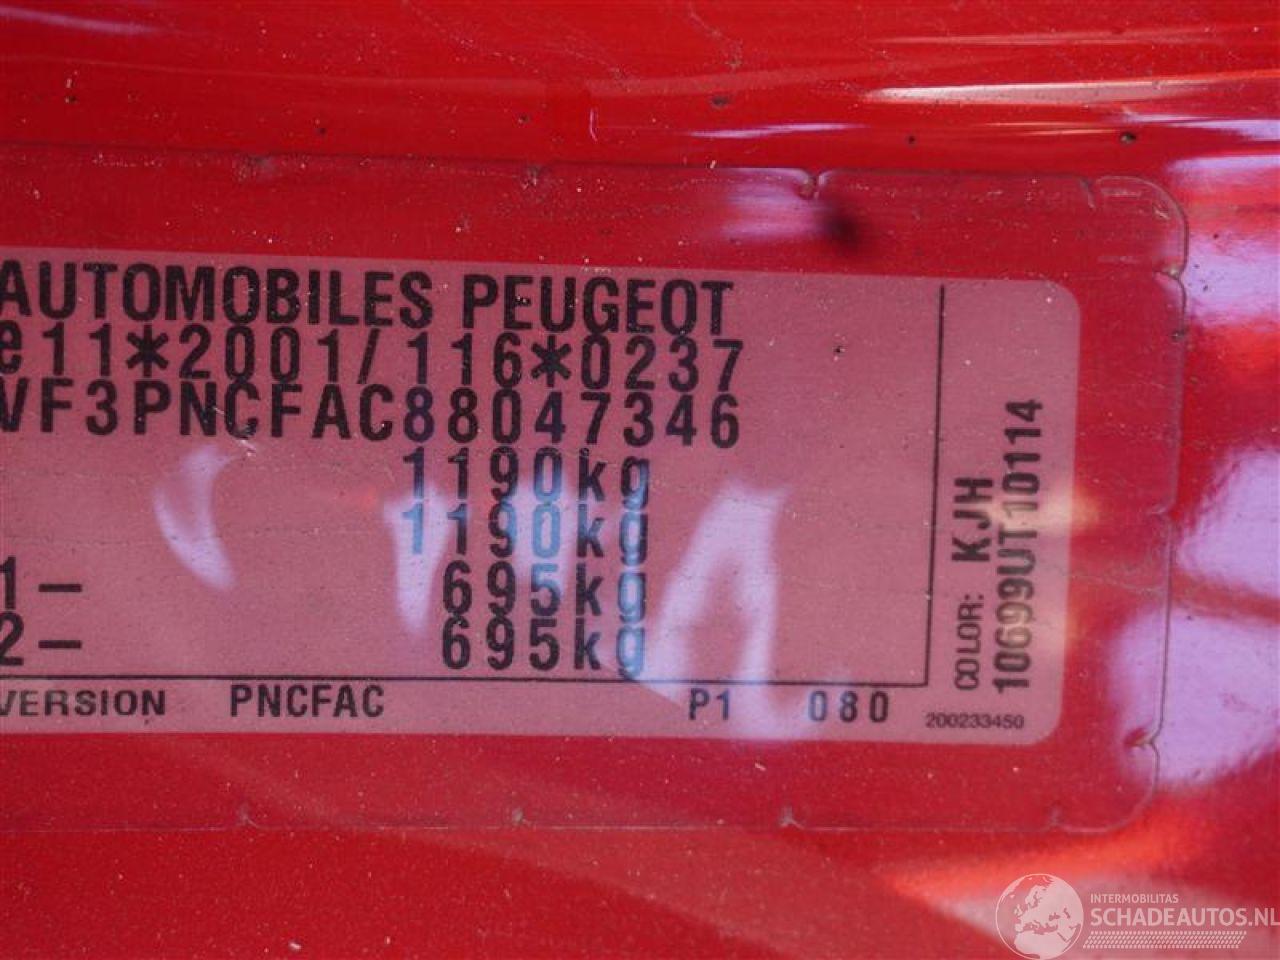 AUTOMOBILES PEUGEOT
e11*2001/116*0237
VF3PNCFAC88047346
1190kg
1190kg
1- 695kg
2- 695kg
VERSION PNCFAC P1 080
COLOR: KJH
10699UT10114
200233450
INTERMOBILITAS
SCHADEAUTOS.NL